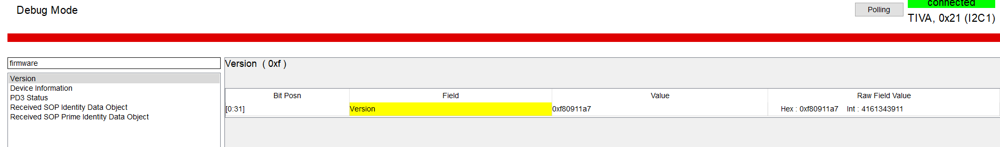 Debug Mode
Polling
connected
TIVA, 0x21 (I2C1)
firmware
Version
Device Information
PD3 Status
Received SOP Identity Data Object
Received SOP Prime Identity Data Object
Version ( 0xf )
Bit Posn Field Value Raw Field Value
[0:31] Version 0xf80911a7 Hex : 0xf80911a7 Int : 4161343911